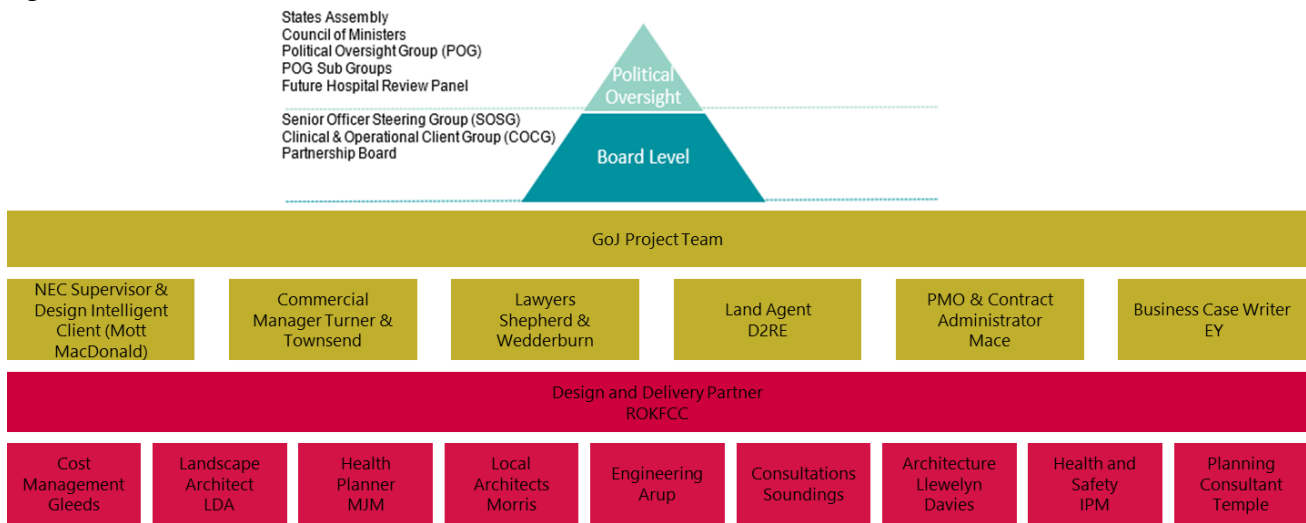 States Assembly
Council of Ministers
Political Oversight Group (POG)
POG Sub Groups
Future Hospital Review Panel
Political
Oversight
Senior Officer Steering Group (SOSG)
Clinical & Operational Client Group (COCG)
Partnership Board
Board Level
GoJ Project Team
NEC Supervisor &
Design Intelligent
Client (Mott
MacDonald)
Commercial
Manager Turner &
Townsend
Lawyers
Shepherd &
Wedderburn
Land Agent
D2RE
PMO & Contract
Administrator
Mace
Business Case Writer
EY
Design and Delivery Partner
ROKFCC
Cost
Management
Gleeds
Landscape
Architect
LDA
Health
Planner
MJM
Local
Architects
Morris
Engineering
Arup
Consultations
Soundings
Architecture
Llewelyn
Davies
Health and
Safety
IPM
Planning
Consultant
Temple